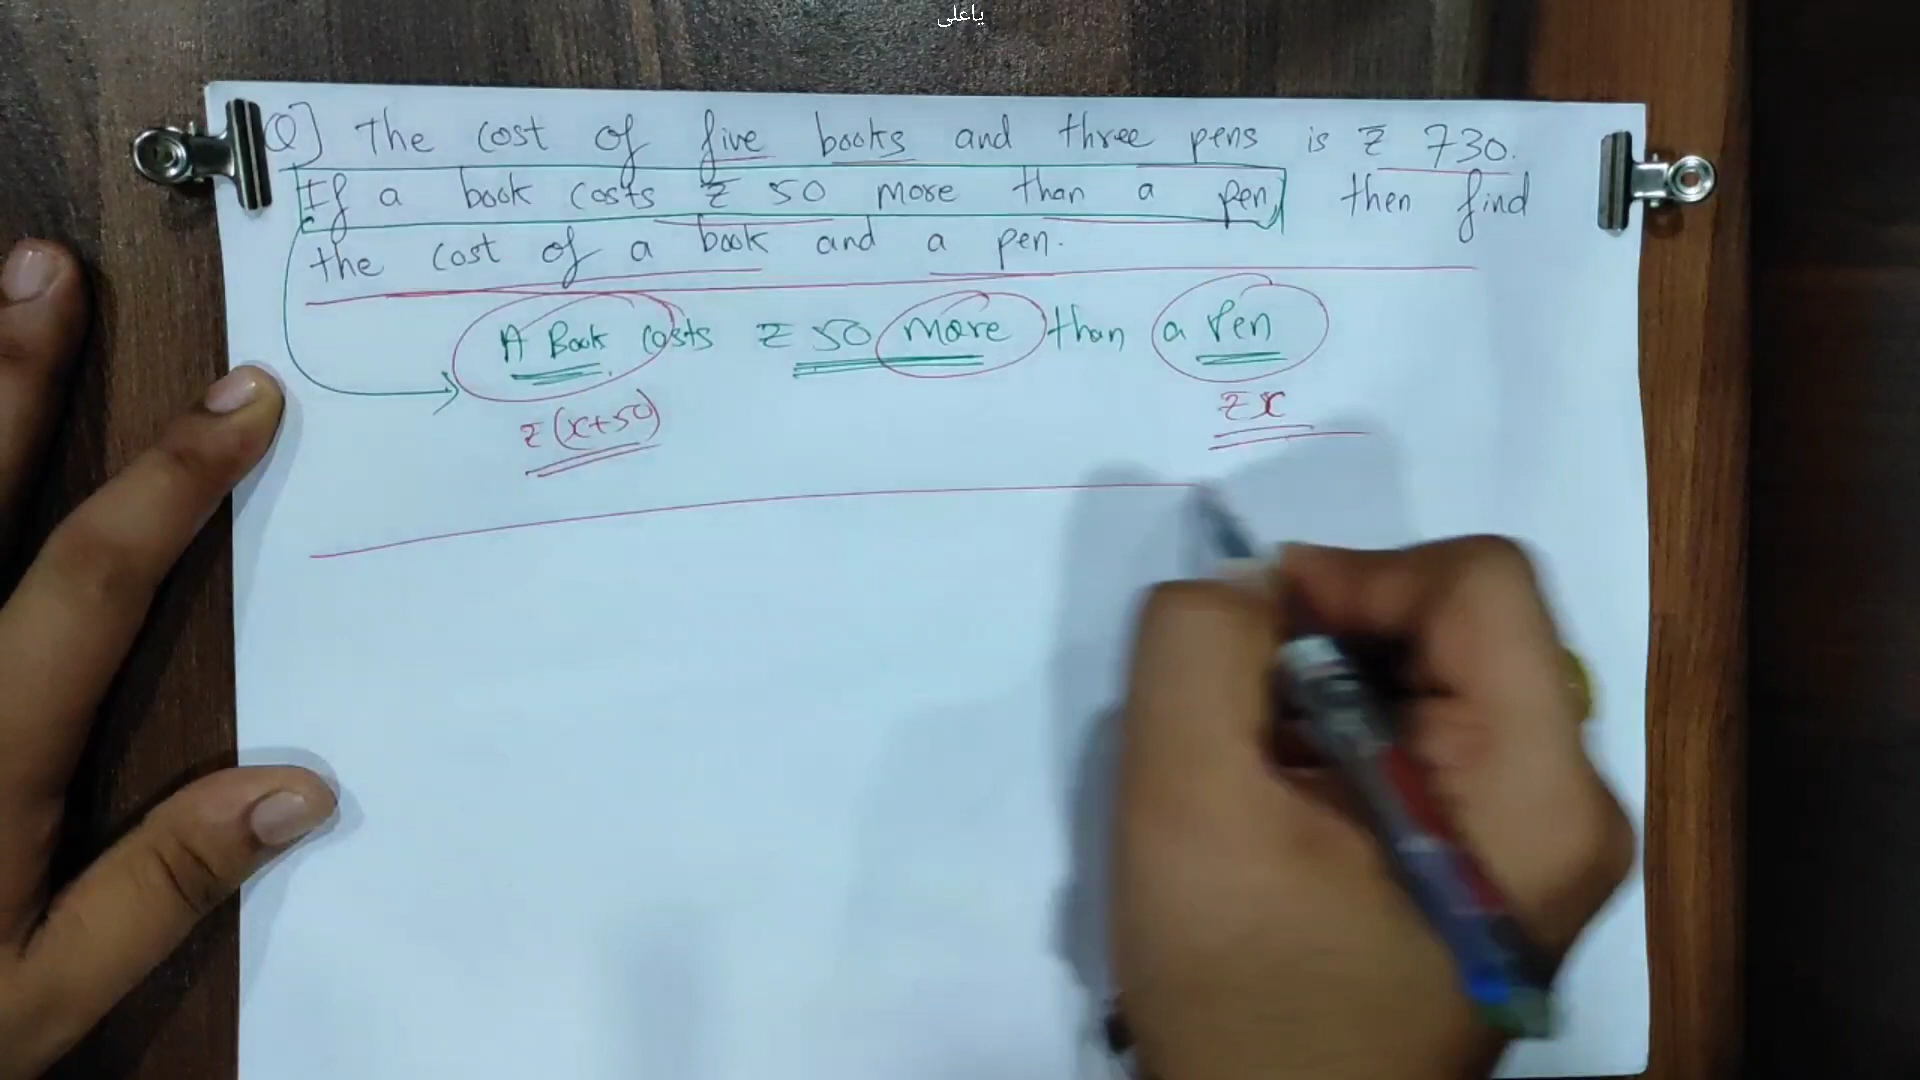 ياعلى
Q] The cost of five books and three pens is ₹ 730.
If a book costs ₹ 50 more than a pen, then find
the cost of a book and a pen.
A Book costs ₹ 50 more than a Pen
₹(x+50) ₹x